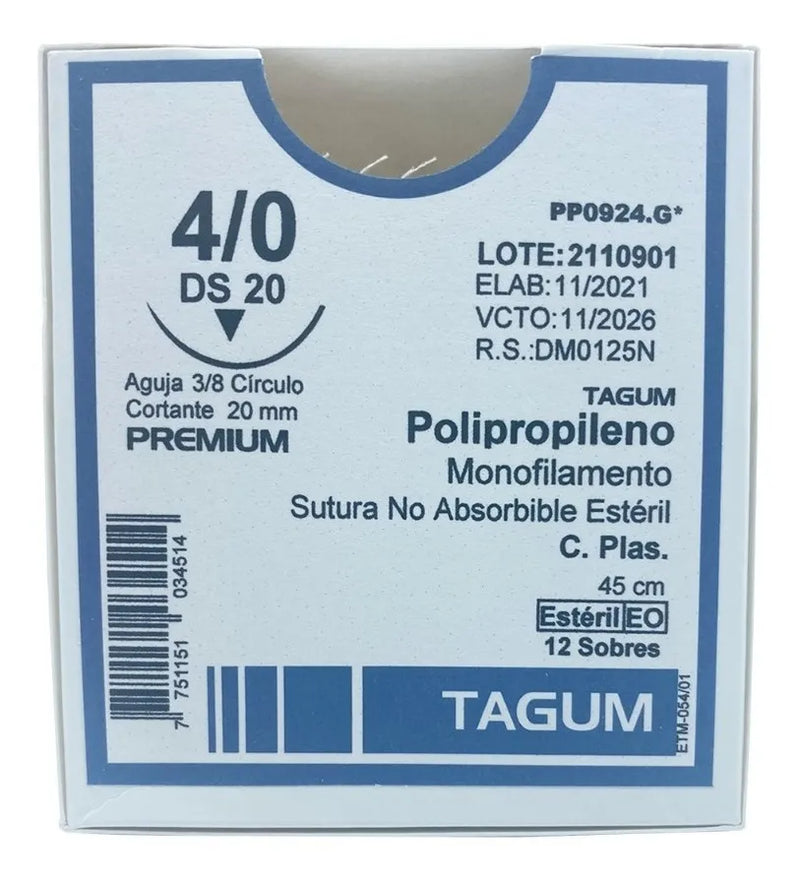 4/0
DS 20
Aguja 3/8 Círculo
Cortante 20 mm
PREMIUM
PP0924.G*
LOTE:2110901
ELAB:11/2021
VCTO:11/2026
R.S.:DM0125N
TAGUM
Polipropileno
Monofilamento
Sutura No Absorbible Estéril
C. Plas.
45 cm
Estéril EO
12 Sobres
7 751151 034514
TAGUM
ETM-054/01